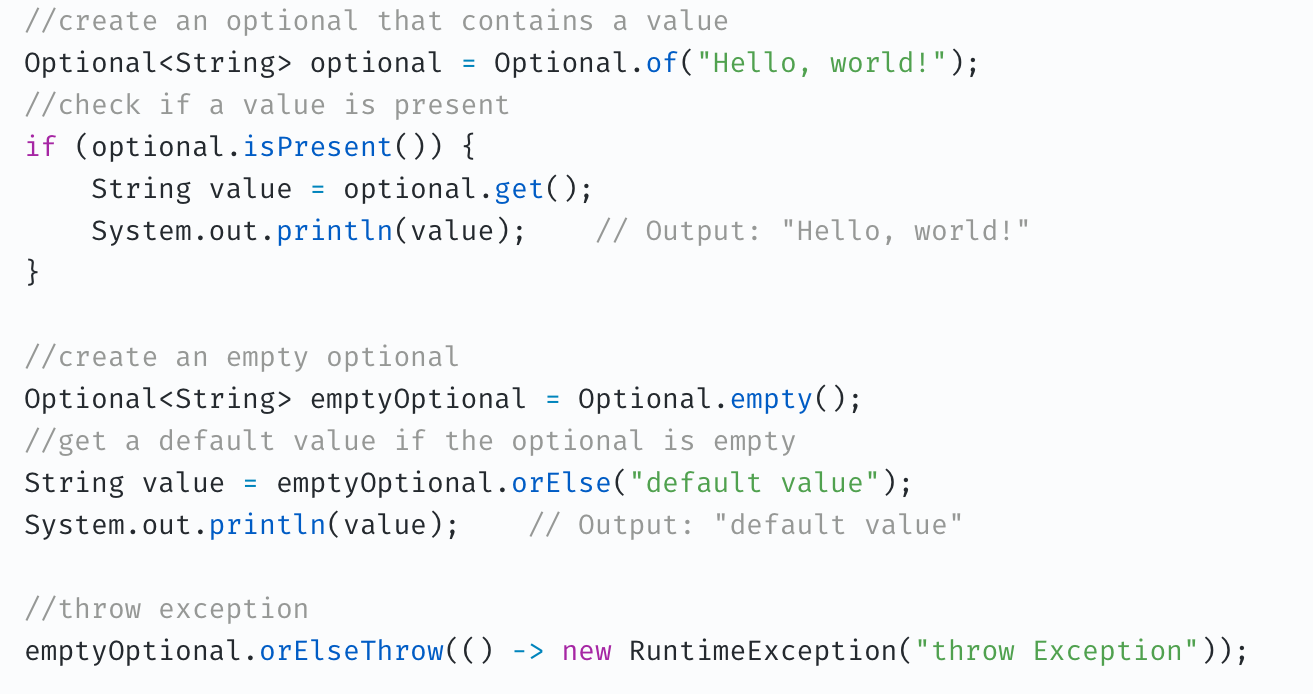 //create an optional that contains a value
Optional<String> optional = Optional.of("Hello, world!");
//check if a value is present
if (optional.isPresent()) {
    String value = optional.get();
    System.out.println(value);    // Output: "Hello, world!"
}

//create an empty optional
Optional<String> emptyOptional = Optional.empty();
//get a default value if the optional is empty
String value = emptyOptional.orElse("default value");
System.out.println(value);    // Output: "default value"

//throw exception
emptyOptional.orElseThrow(() -> new RuntimeException("throw Exception"));